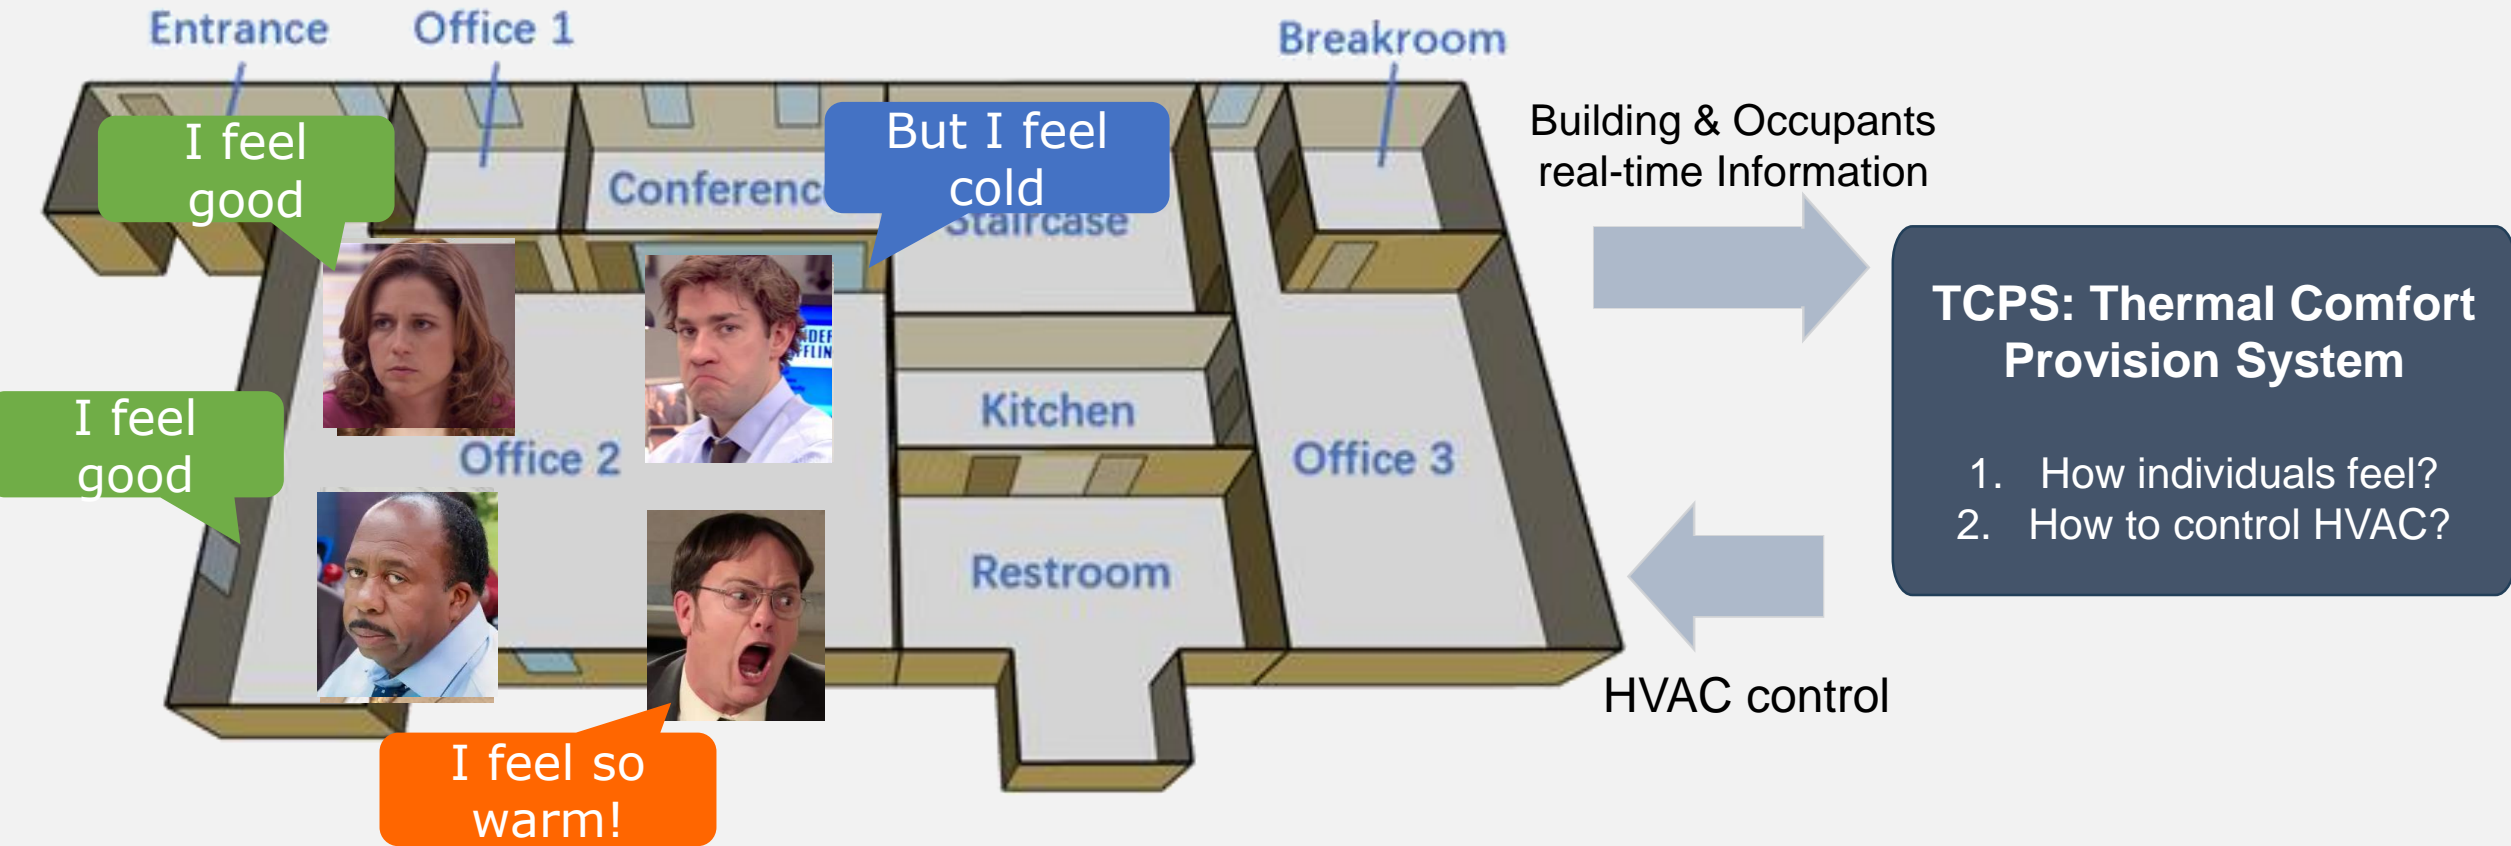 Entrance
Office 1
Breakroom
I feel
good
But I feel
cold
Conferenc
Staircase
Building & Occupants
real-time Information
DEF
FFLIN
I feel
good
Office 2
Kitchen
Office 3
Restroom
I feel so
warm!
TCPS: Thermal Comfort
Provision System
1. How individuals feel?
2. How to control HVAC?
HVAC control